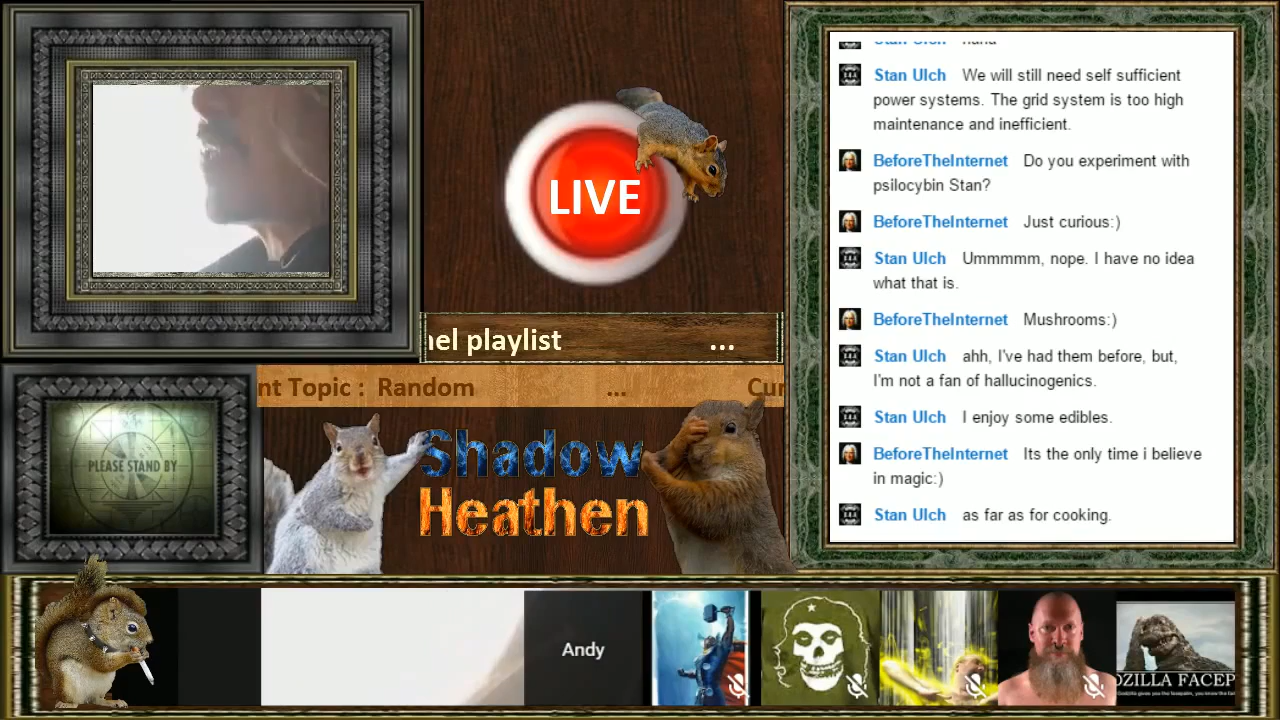 LIVE
nel playlist ...
nt Topic : Random ... Cur
PLEASE STAND BY
Shadow
Heathen
Stan Ulch haha
Stan Ulch We will still need self sufficient
power systems. The grid system is too high
maintenance and inefficient.
BeforeTheInternet Do you experiment with
psilocybin Stan?
BeforeTheInternet Just curious:)
Stan Ulch Ummmmm, nope. I have no idea
what that is.
BeforeTheInternet Mushrooms:)
Stan Ulch ahh, I've had them before, but,
I'm not a fan of hallucinogenics.
Stan Ulch I enjoy some edibles.
BeforeTheInternet Its the only time i believe
in magic:)
Stan Ulch as far as for cooking.
Andy
DZILLA FACEP